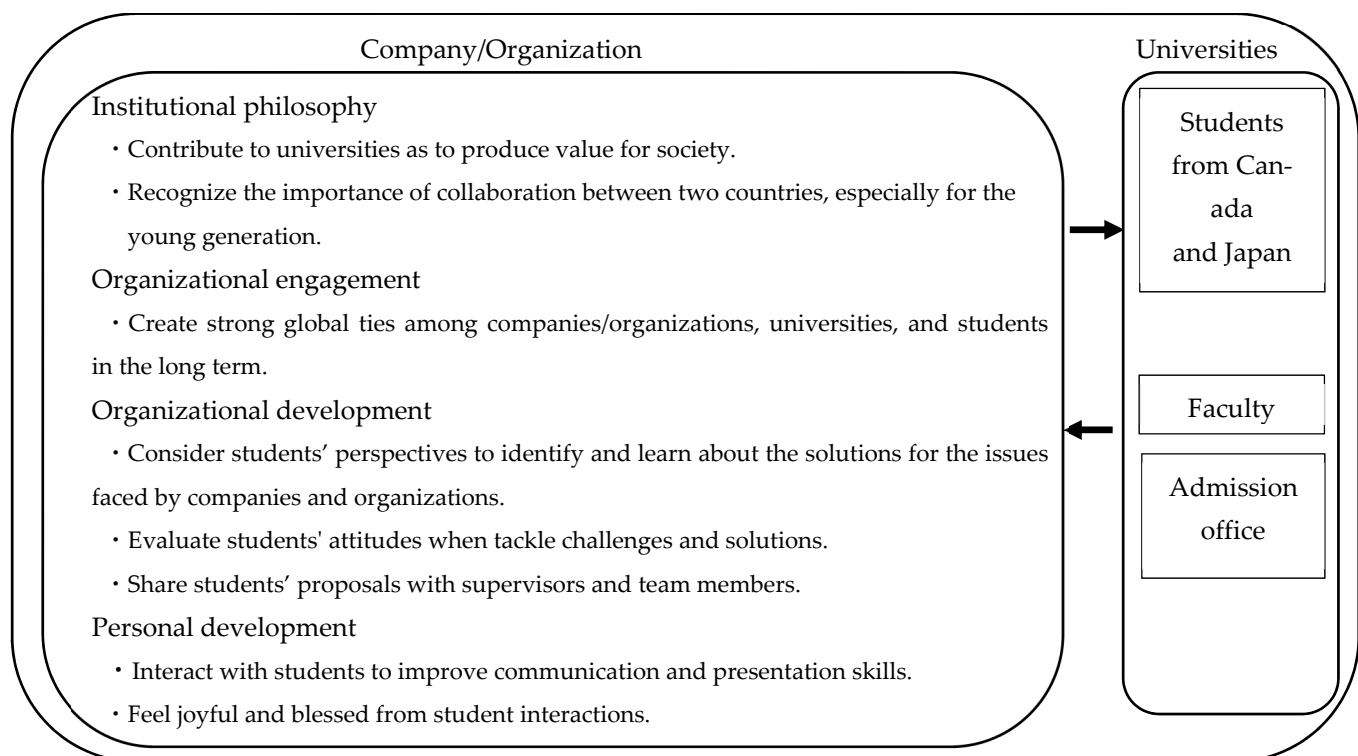 Company/Organization
Institutional philosophy
・Contribute to universities as to produce value for society.
・Recognize the importance of collaboration between two countries, especially for the
young generation.
Organizational engagement
・Create strong global ties among companies/organizations, universities, and students
in the long term.
Organizational development
・Consider students’ perspectives to identify and learn about the solutions for the issues
faced by companies and organizations.
・Evaluate students' attitudes when tackle challenges and solutions.
・Share students’ proposals with supervisors and team members.
Personal development
・Interact with students to improve communication and presentation skills.
・Feel joyful and blessed from student interactions.
Universities
Students
from Can-
ada
and Japan
Faculty
Admission
office